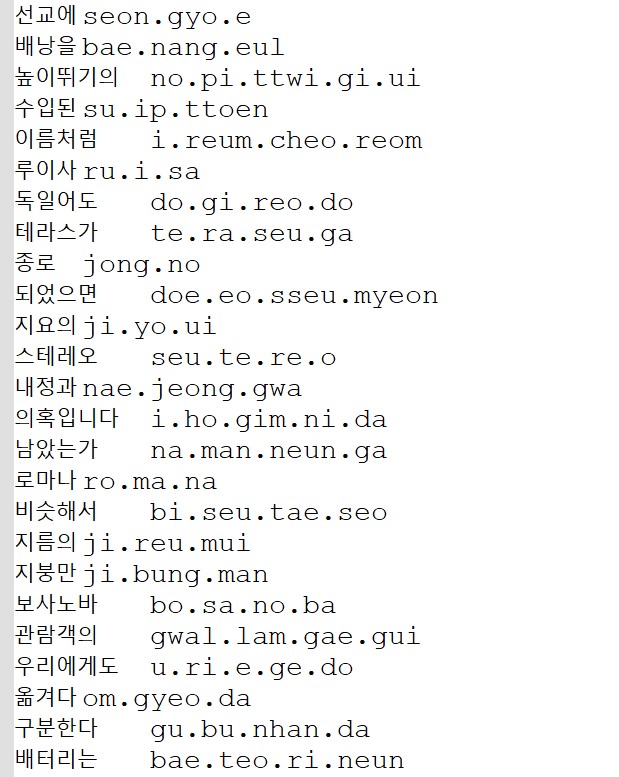 선교에 seon.gyo.e
배낭을 bae.nang.eul
높이뛰기의 no.pi.ttwi.gi.ui
수입된 su.ip.ttoen
이름처럼 i.reum.cheo.reom
루이사 ru.i.sa
독일어도 do.gi.reo.do
테라스가 te.ra.seu.ga
종로 jong.no
되었으면 doe.eo.sseu.myeon
지요의 ji.yo.ui
스테레오 seu.te.re.o
내정과 nae.jeong.gwa
의혹입니다 i.ho.gim.ni.da
남았는가 na.man.neun.ga
로마나 ro.ma.na
비슷해서 bi.seu.tae.seo
지름의 ji.reu.mui
지붕만 ji.bung.man
보사노바 bo.sa.no.ba
관람객의 gwal.lam.gae.gui
우리에게도 u.ri.e.ge.do
옮겨다 om.gyeo.da
구분한다 gu.bu.nhan.da
배터리는 bae.teo.ri.neun